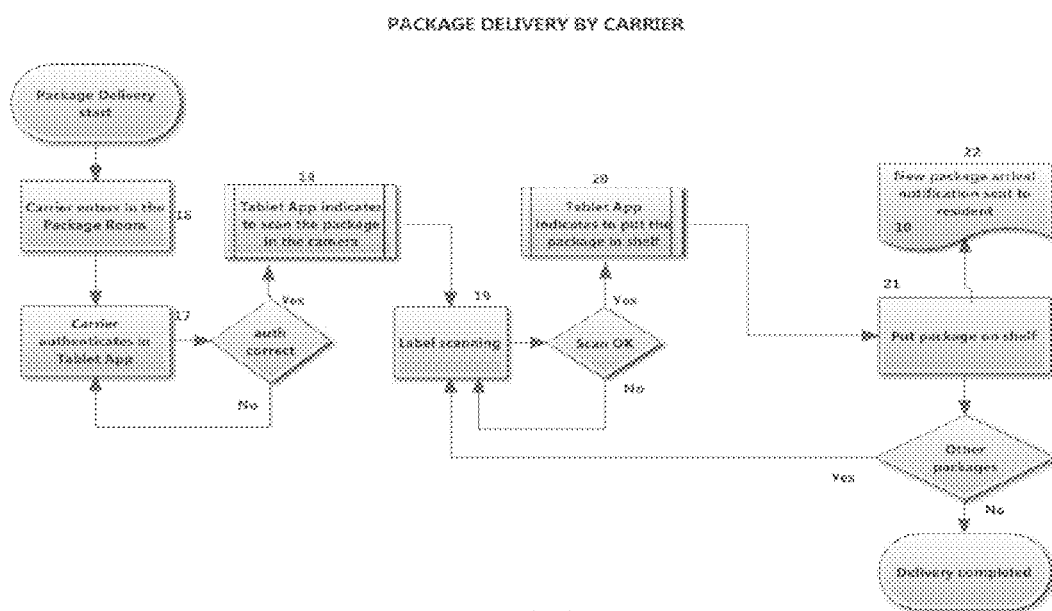 PACKAGE DELIVERY BY CARRIER
Package Delivery
start
Carrier enters in the
Package Room
16
Carrier
authenticates in
Tablet App
17
auth
correct
Yes
No
Tablet App indicates
to scan the package
in the camera
Label scanning
19
Scan OK
Yes
No
20
Tablet App
indicates to put the
package in shelf
21
Put package on shelf
22
New package arrival
notification sent to
resident
10
Other
packages
Yes
No
Delivery completed